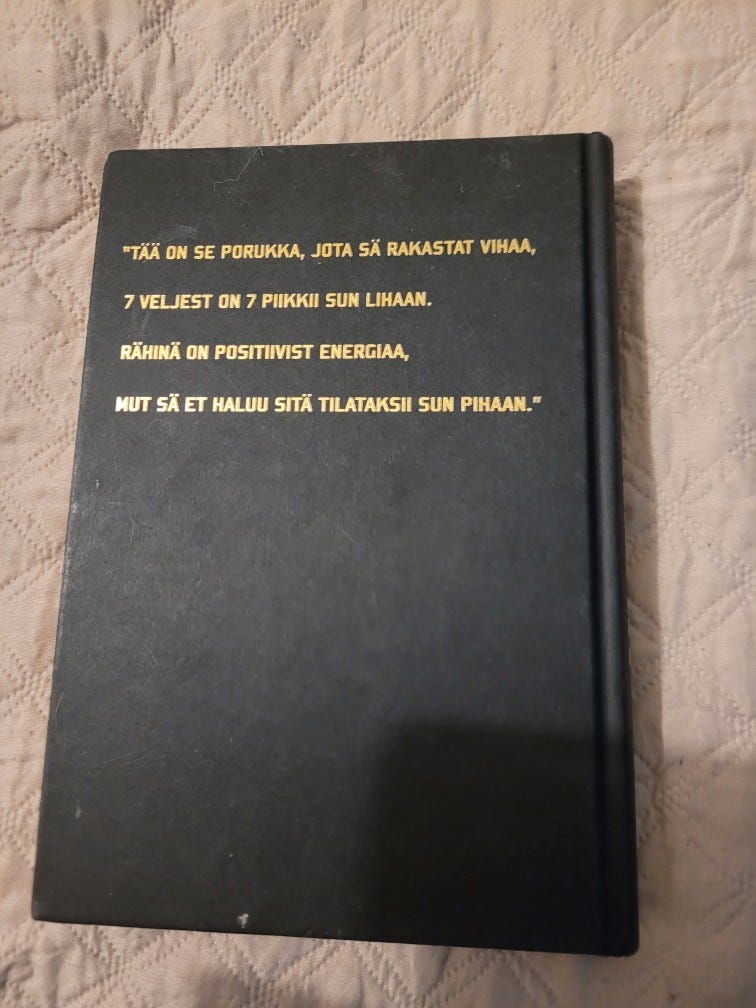 "TÄÄ ON SE PORUKKA, JOTA SÄ RAKASTAT VIHAA,
7 VELJEST ON 7 PIIKKII SUN LIHAAN.
RÄHINÄ ON POSITIIVIST ENERGIAA,
MUT SÄ ET HALUU SITÄ TILATAKSII SUN PIHAAN."